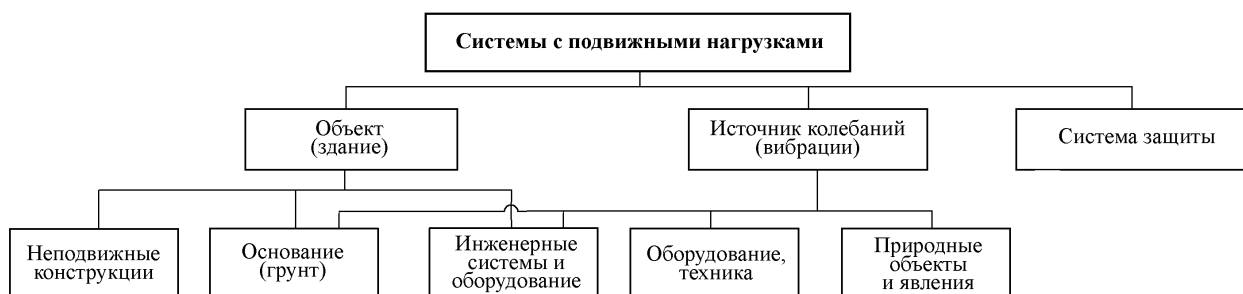 Системы с подвижными нагрузками
Объект
(здание)
Источник колебаний
(вибрации)
Система защиты
Неподвижные
конструкции
Основание
(грунт)
Инженерные
системы и
оборудование
Оборудование,
техника
Природные
объекты
и явления